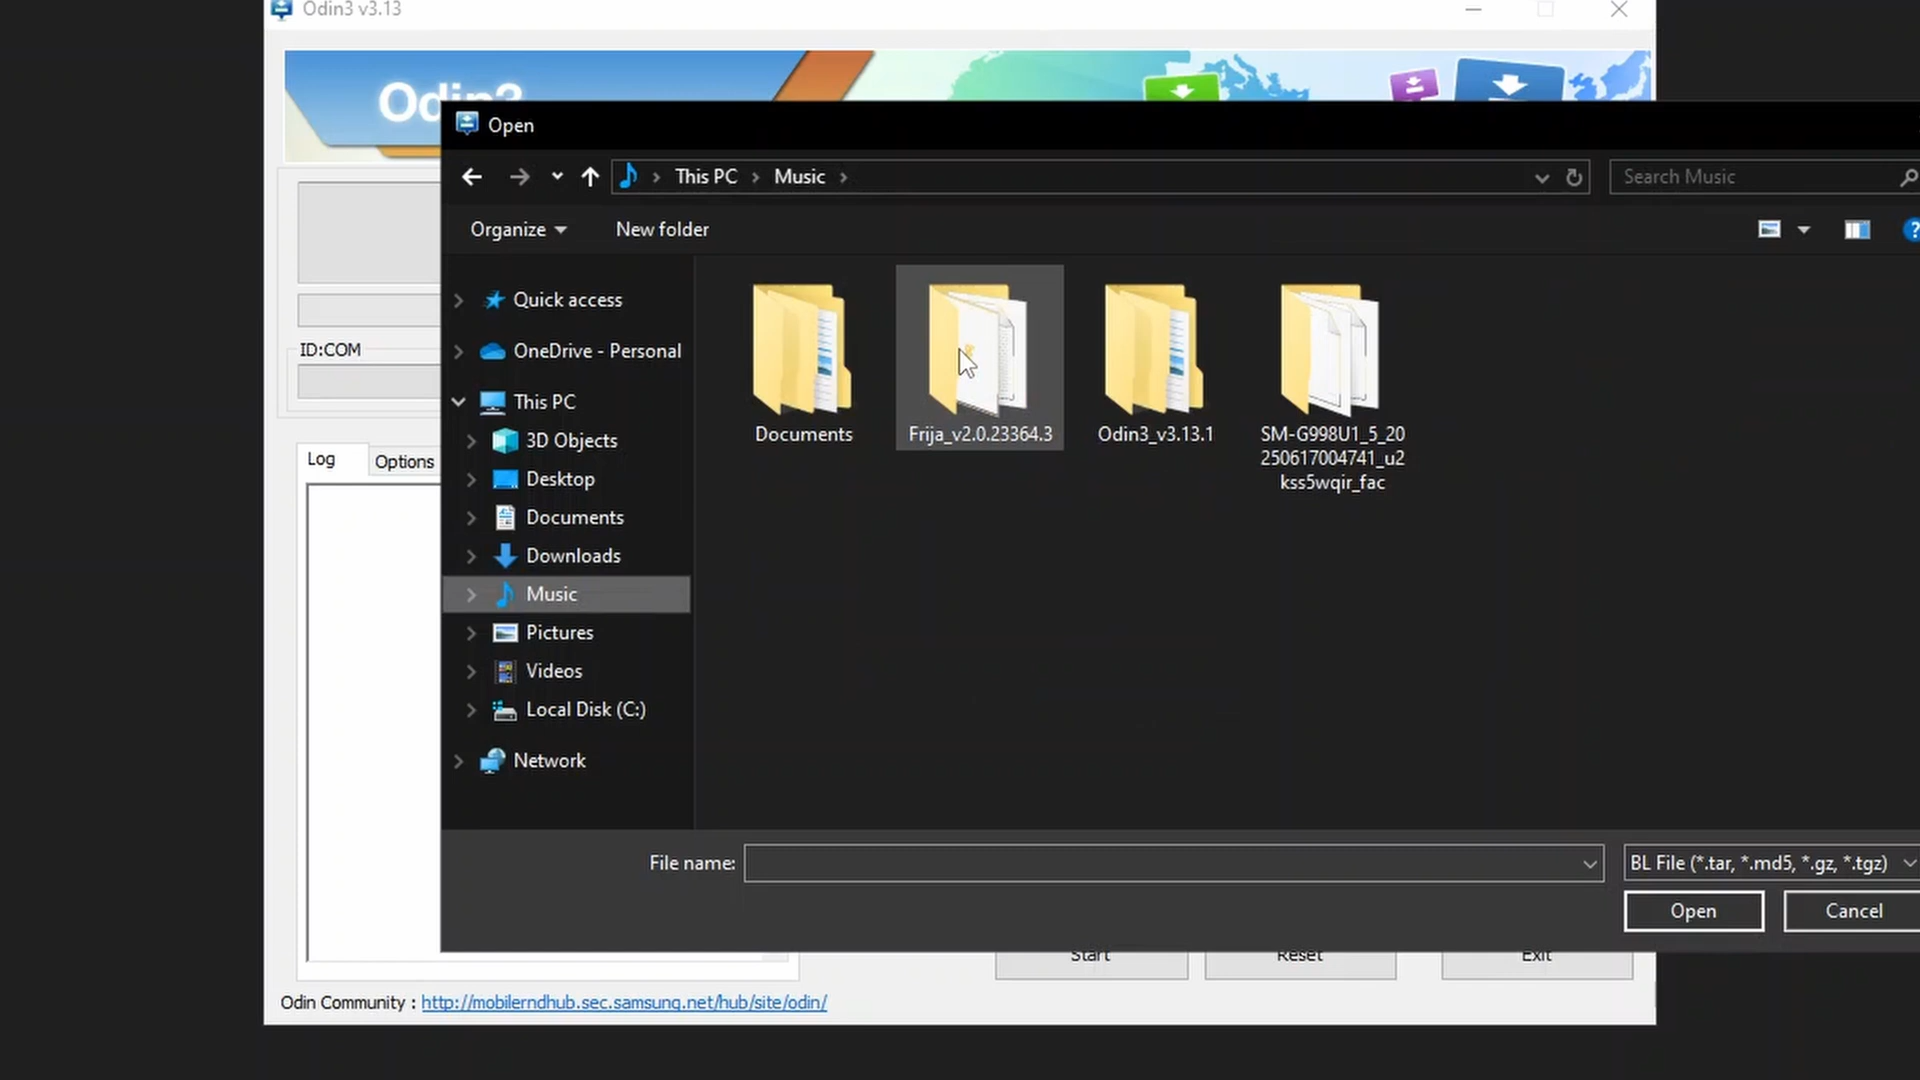 Odin3 v3.13
Odin3
Open
This PC
Music
Search Music
Organize
New folder
Quick access
OneDrive - Personal
This PC
3D Objects
Desktop
Documents
Downloads
Music
Pictures
Videos
Local Disk (C:)
Network
Documents
Frija_v2.0.23364.3
Odin3_v3.13.1
SM-G998U1_5_20
250617004741_u2
kss5wqir_fac
ID:COM
Log
Options
File name:
BL File (*.tar, *.md5, *.gz, *.tgz)
Open
Cancel
Start
Reset
Exit
Odin Community : http://mobilerndhub.sec.samsung.net/hub/site/odin/